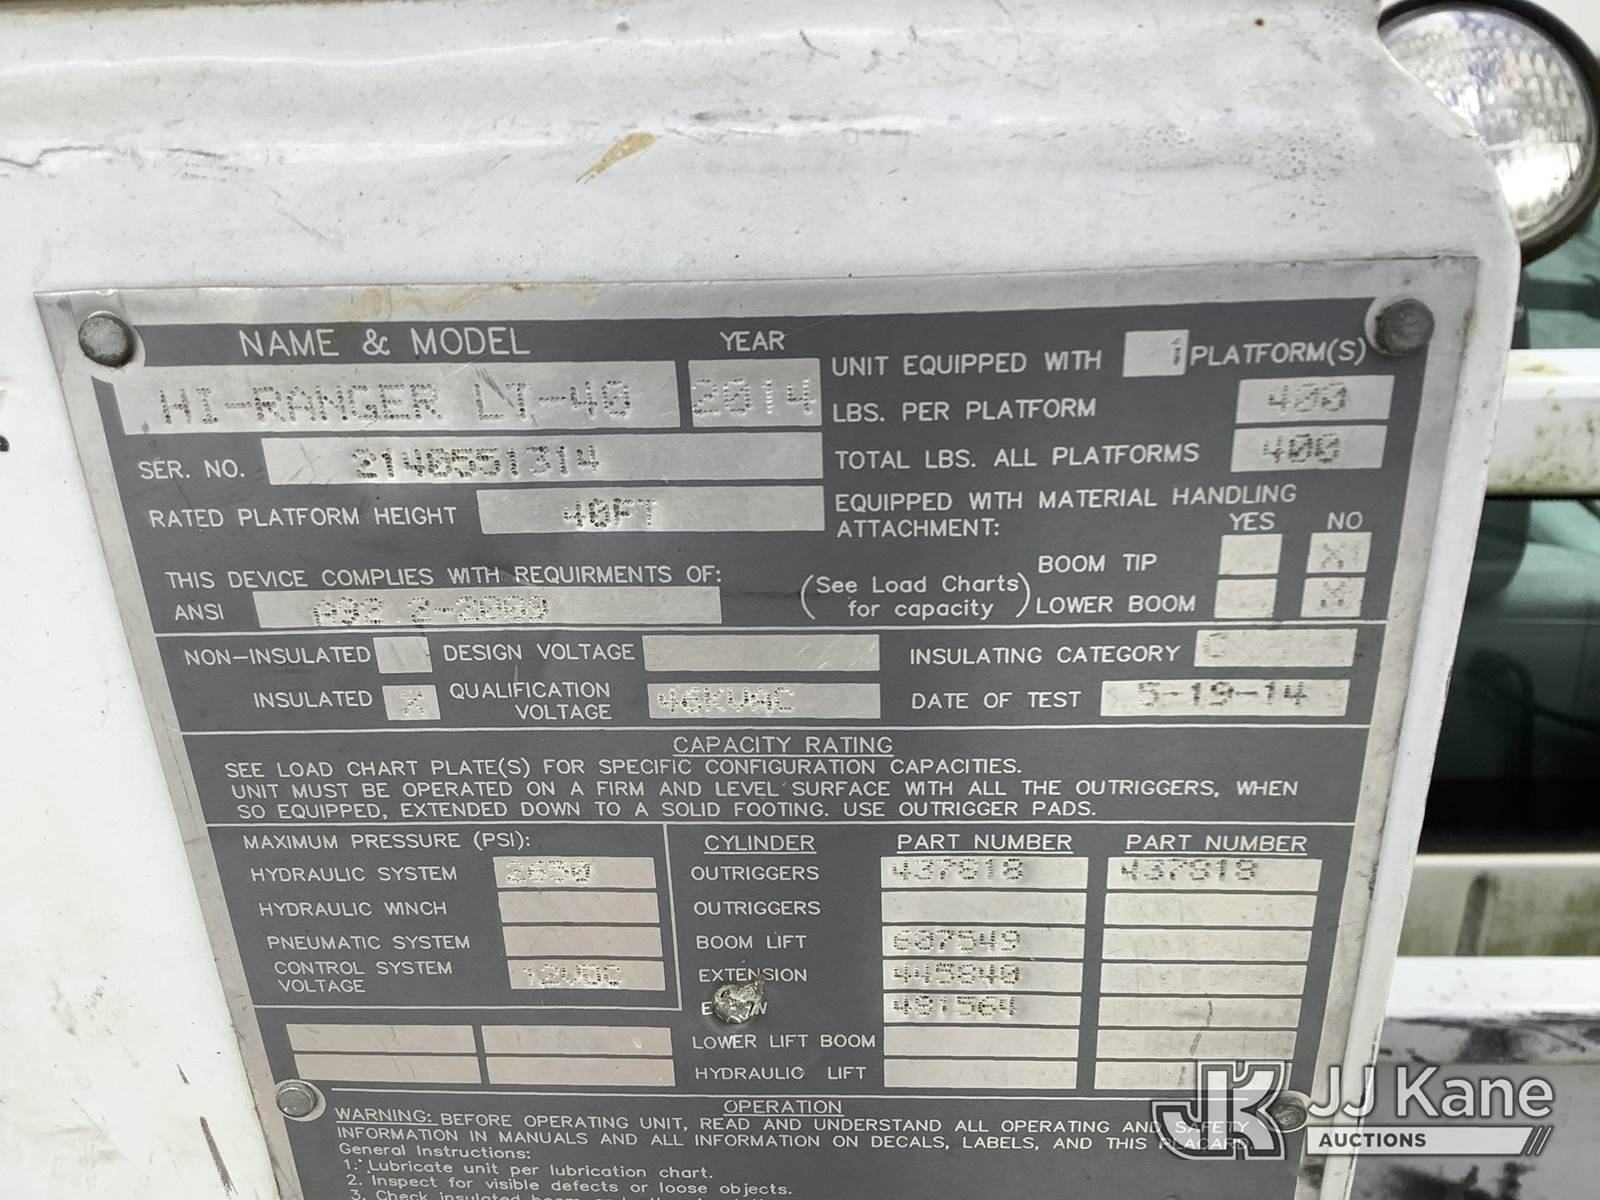 NAME & MODEL
YEAR
HI-RANGER LT-40
2014
UNIT EQUIPPED WITH 1 PLATFORM(S)
LBS. PER PLATFORM 400
SER. NO. 2140551314
TOTAL LBS. ALL PLATFORMS 400
RATED PLATFORM HEIGHT 40FT
EQUIPPED WITH MATERIAL HANDLING
ATTACHMENT:
YES NO
BOOM TIP X
LOWER BOOM X
(See Load Charts
for capacity)
THIS DEVICE COMPLIES WITH REQUIRMENTS OF:
ANSI A92.2-2009
NON-INSULATED
DESIGN VOLTAGE
INSULATING CATEGORY C
INSULATED X
QUALIFICATION
VOLTAGE 46KVAC
DATE OF TEST 5-19-14
CAPACITY RATING
SEE LOAD CHART PLATE(S) FOR SPECIFIC CONFIGURATION CAPACITIES.
UNIT MUST BE OPERATED ON A FIRM AND LEVEL SURFACE WITH ALL THE OUTRIGGERS, WHEN
SO EQUIPPED, EXTENDED DOWN TO A SOLID FOOTING. USE OUTRIGGER PADS.
MAXIMUM PRESSURE (PSI):
HYDRAULIC SYSTEM
HYDRAULIC WINCH
PNEUMATIC SYSTEM
CONTROL SYSTEM
VOLTAGE 12VDC
CYLINDER PART NUMBER PART NUMBER
OUTRIGGERS 437818 437818
OUTRIGGERS
BOOM LIFT 607549
EXTENSION 445840
491564
LOWER LIFT BOOM
HYDRAULIC LIFT
OPERATION
WARNING: BEFORE OPERATING UNIT, READ AND UNDERSTAND ALL OPERATING AND SAFETY
INFORMATION IN MANUALS AND ALL INFORMATION ON DECALS, LABELS, AND THIS PLACARD
General Instructions:
1. Lubricate unit per lubrication chart.
2. Inspect for visible defects or loose objects.
3. Check insulated boom
JK JJ Kane
AUCTIONS